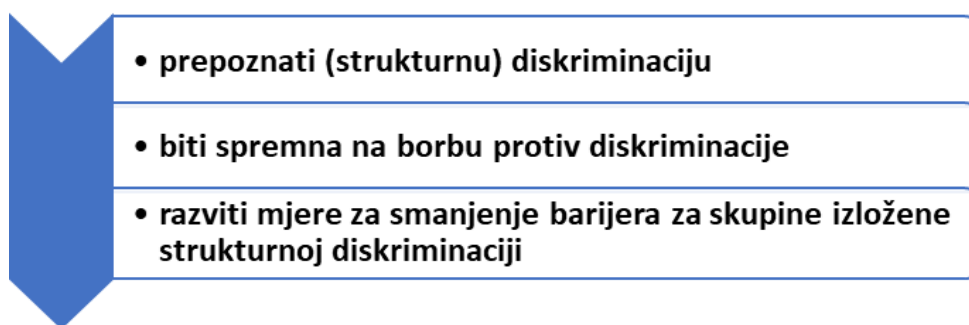 • prepoznati (strukturnu) diskriminaciju
• biti spremna na borbu protiv diskriminacije
• razviti mjere za smanjenje barijera za skupine izložene
strukturnoj diskriminaciji